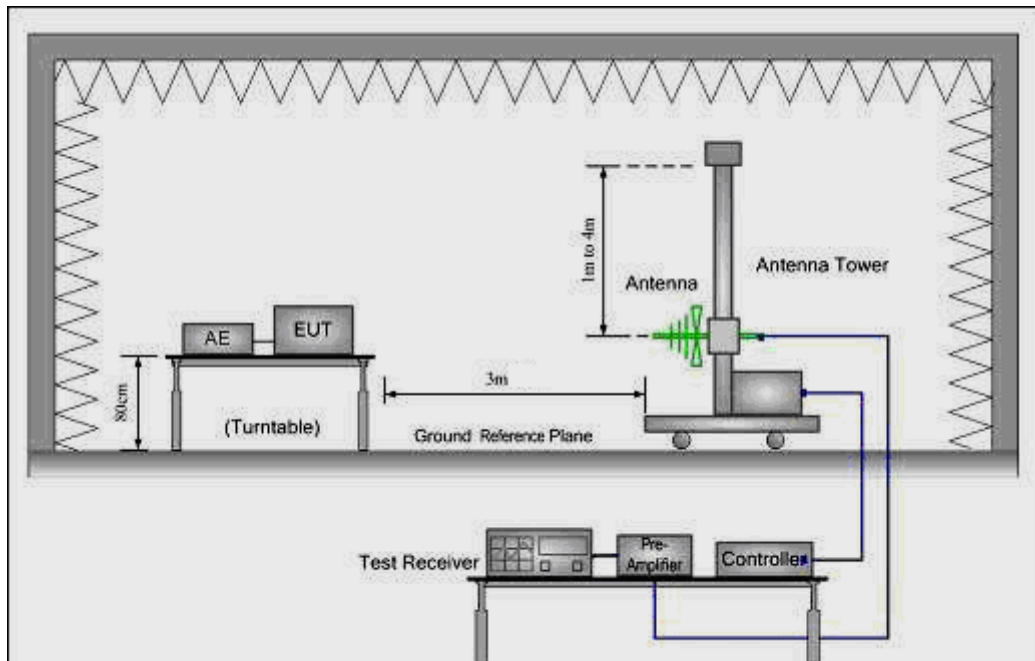 1m to 4m
Antenna
Antenna Tower
AE
EUT
80cm
(Turntable)
3m
Ground Reference Plane
Test Receiver
Pre-
Amplifier
Controller